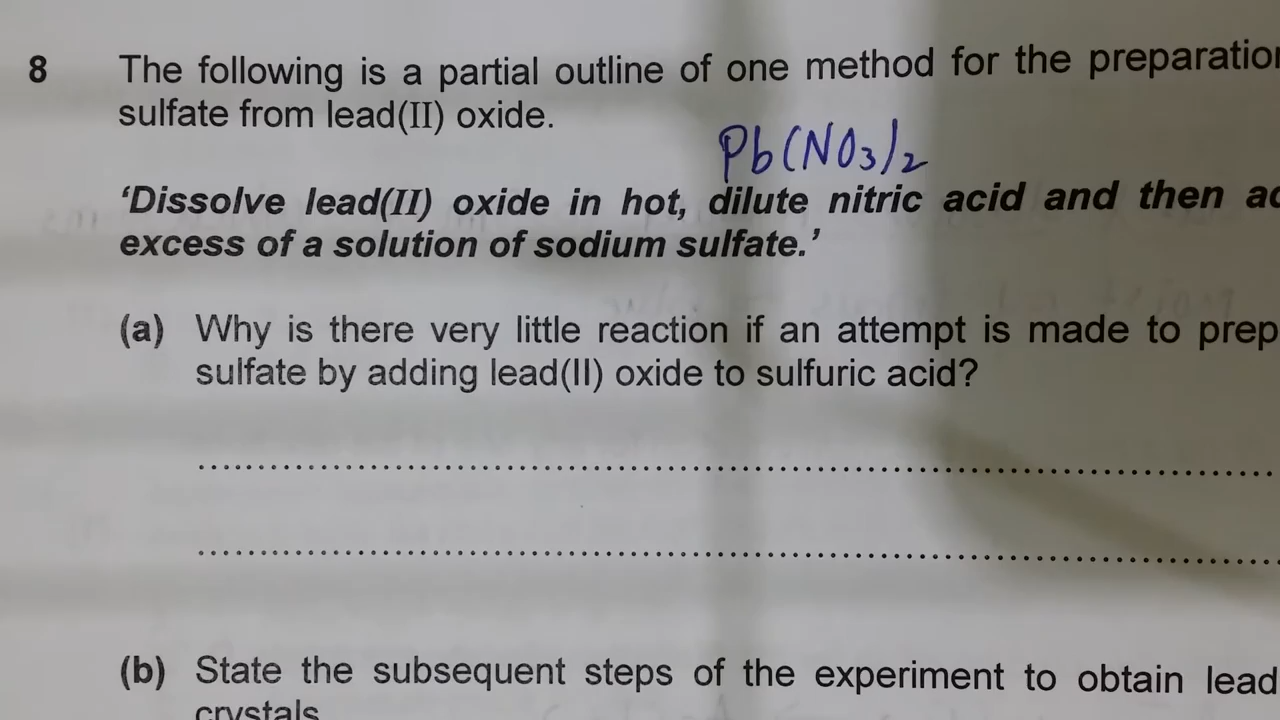 8 The following is a partial outline of one method for the preparation
sulfate from lead(II) oxide.
Pb(NO₃)₂
‘Dissolve lead(II) oxide in hot, dilute nitric acid and then
excess of a solution of sodium sulfate.’
(a) Why is there very little reaction if an attempt is made to prep
sulfate by adding lead(II) oxide to sulfuric acid?
(b) State the subsequent steps of the experiment to obtain lead
crystals